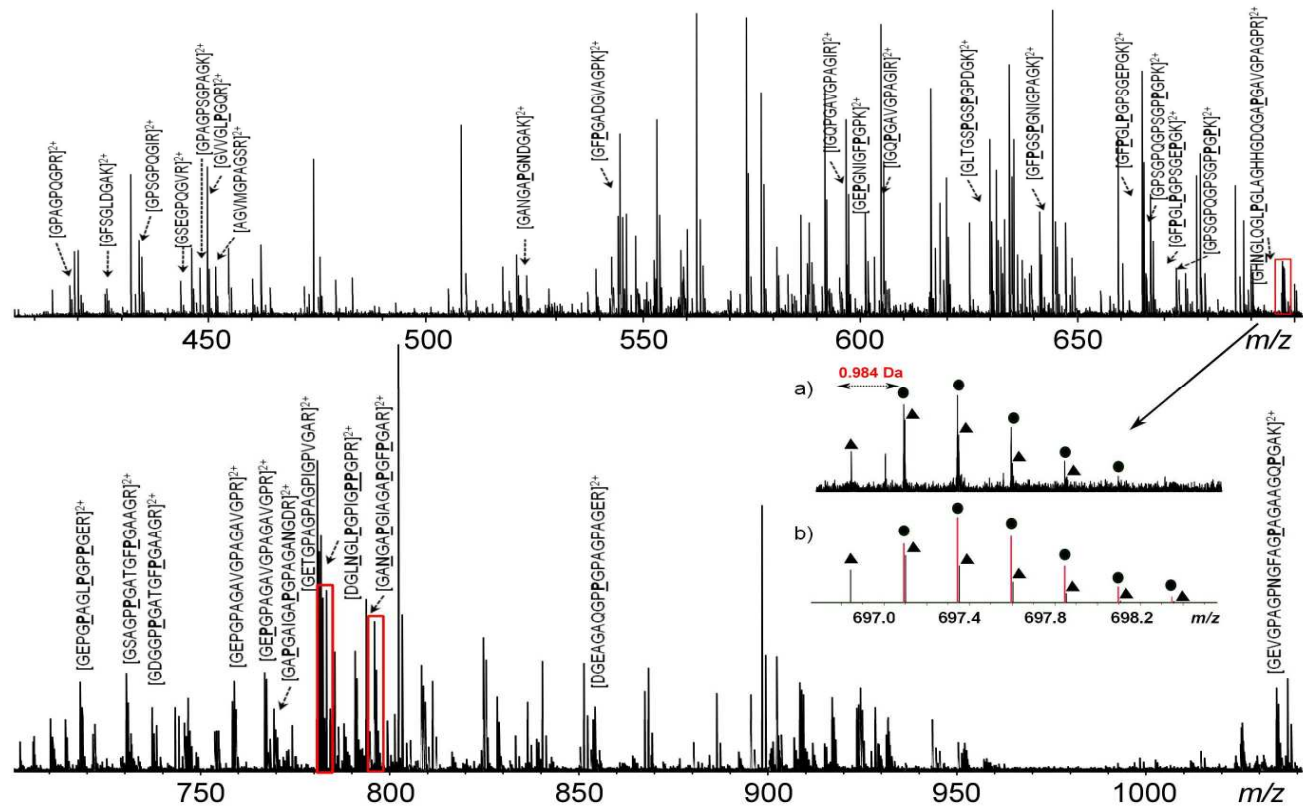 [GPAGPQGPR]2+
[GFSGLDGAK]2+
[GPSGPQGIR]2+
[GSEGPQGVR]2+
[GPAGPSGPAGK]2+
[GVVGLPGQR]2+
[AGVMGPAGSR]2+
[GANGAPGNDGAK]2+
[GFPGADGVAGPK]2+
[GQPGAVGPAGIR]2+
[GEPGNIGFPGPK]2+
[GQPGAVGPAGIR]2+
[GLTGSPGSPGPDGK]2+
[GFPGSPGNIGPAGK]2+
[GFPGLPGPSGEPGK]2+
[GPSGPQGPSGPPGPK]2+
[GFPGLPGPSGEPGK]2+
[GPSGPQGPSGPPGPK]2+
[GHNGLQGLPGLAGHHGDQGAPGAVGPAGPR]2+
450
500
550
600
650
m/z
a)
0.984 Da
b)
697.0
697.4
697.8
698.2
m/z
[GEPGPAGLPGPPGER]2+
[GSAGPPGATGFPGAAGR]2+
[GDGGPPGATGFPGAAGR]2+
[GEPGPAGAVGPAGAVGPR]2+
[GEPGPAGAVGPAGAVGPR]2+
[GAPGAIGAPGPAGANGDR]2+
[GETGPAGPAGPIGPVGAR]2+
[DGLNGLPGPIGPPGPR]2+
[GANGAPGIAGAPGFPGAR]2+
[DGEAGAQGPPGPAGPAGER]2+
[GEVGPAGPNGFAGPAGAAGQPGAK]2+
750
800
850
900
950
1000
m/z